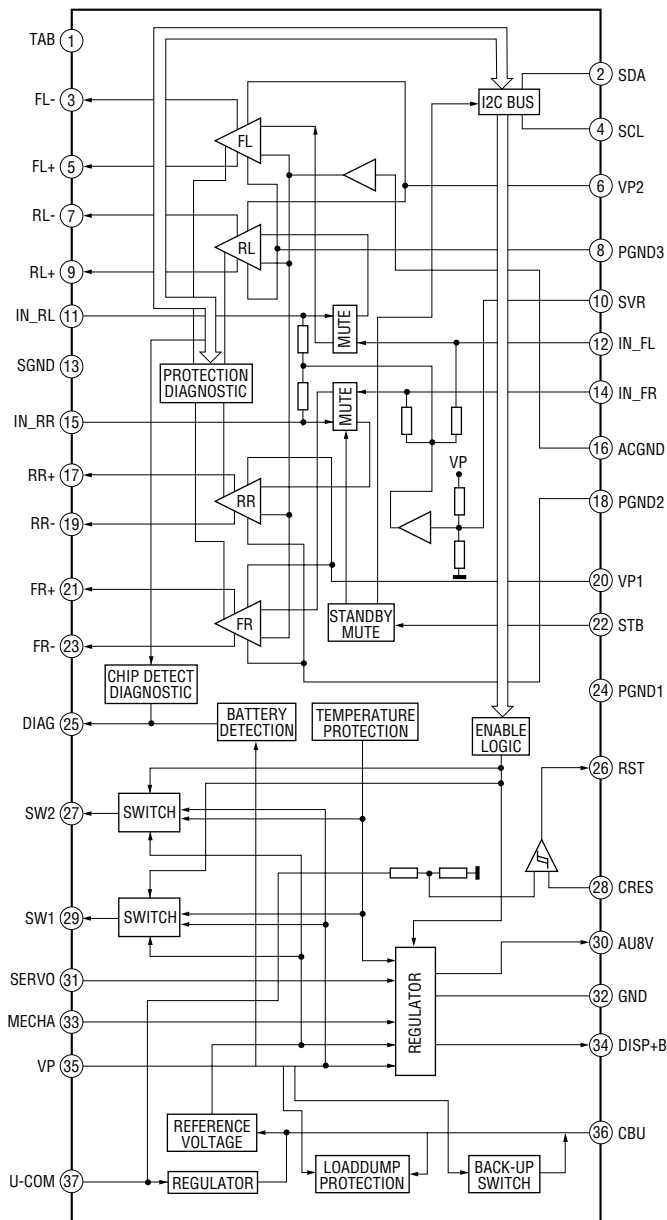 TAB 1
2 SDA
FL- 3
I2C BUS
4 SCL
FL
FL+ 5
6 VP2
RL- 7
RL
8 PGND3
RL+ 9
10 SVR
IN_RL 11
MUTE
12 IN_FL
SGND 13
PROTECTION
DIAGNOSTIC
14 IN_FR
MUTE
IN_RR 15
16 ACGND
VP
RR+ 17
RR
18 PGND2
RR- 19
20 VP1
FR+ 21
FR
STANDBY
MUTE
22 STB
FR- 23
CHIP DETECT
DIAGNOSTIC
24 PGND1
DIAG 25
BATTERY
DETECTION
TEMPERATURE
PROTECTION
ENABLE
LOGIC
26 RST
SW2 27
SWITCH
28 CRES
SW1 29
SWITCH
30 AU8V
SERVO 31
REGULATOR
32 GND
MECHA 33
34 DISP+B
VP 35
REFERENCE
VOLTAGE
36 CBU
U-COM 37
REGULATOR
LOADDUMP
PROTECTION
BACK-UP
SWITCH